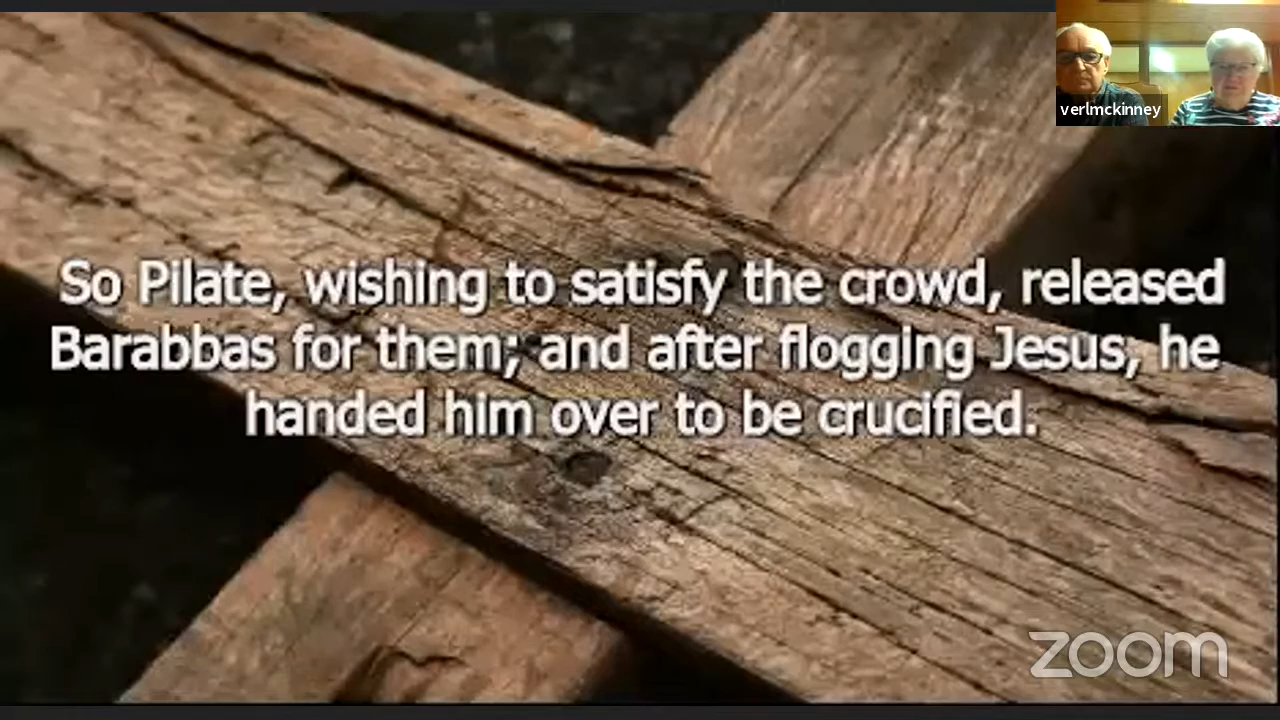 verlmckinney
So Pilate, wishing to satisfy the crowd, released
Barabbas for them; and after flogging Jesus, he
handed him over to be crucified.
zoom